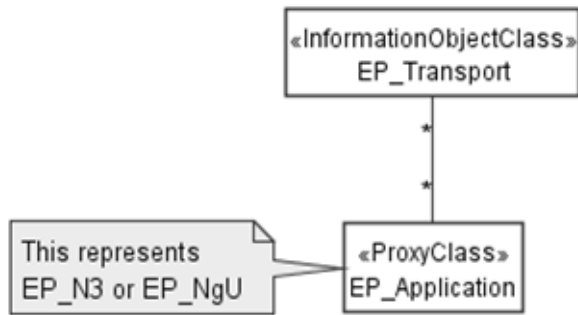 «InformationObjectClass»
EP_Transport
*
*
This represents
EP_N3 or EP_NgU
«ProxyClass»
EP_Application